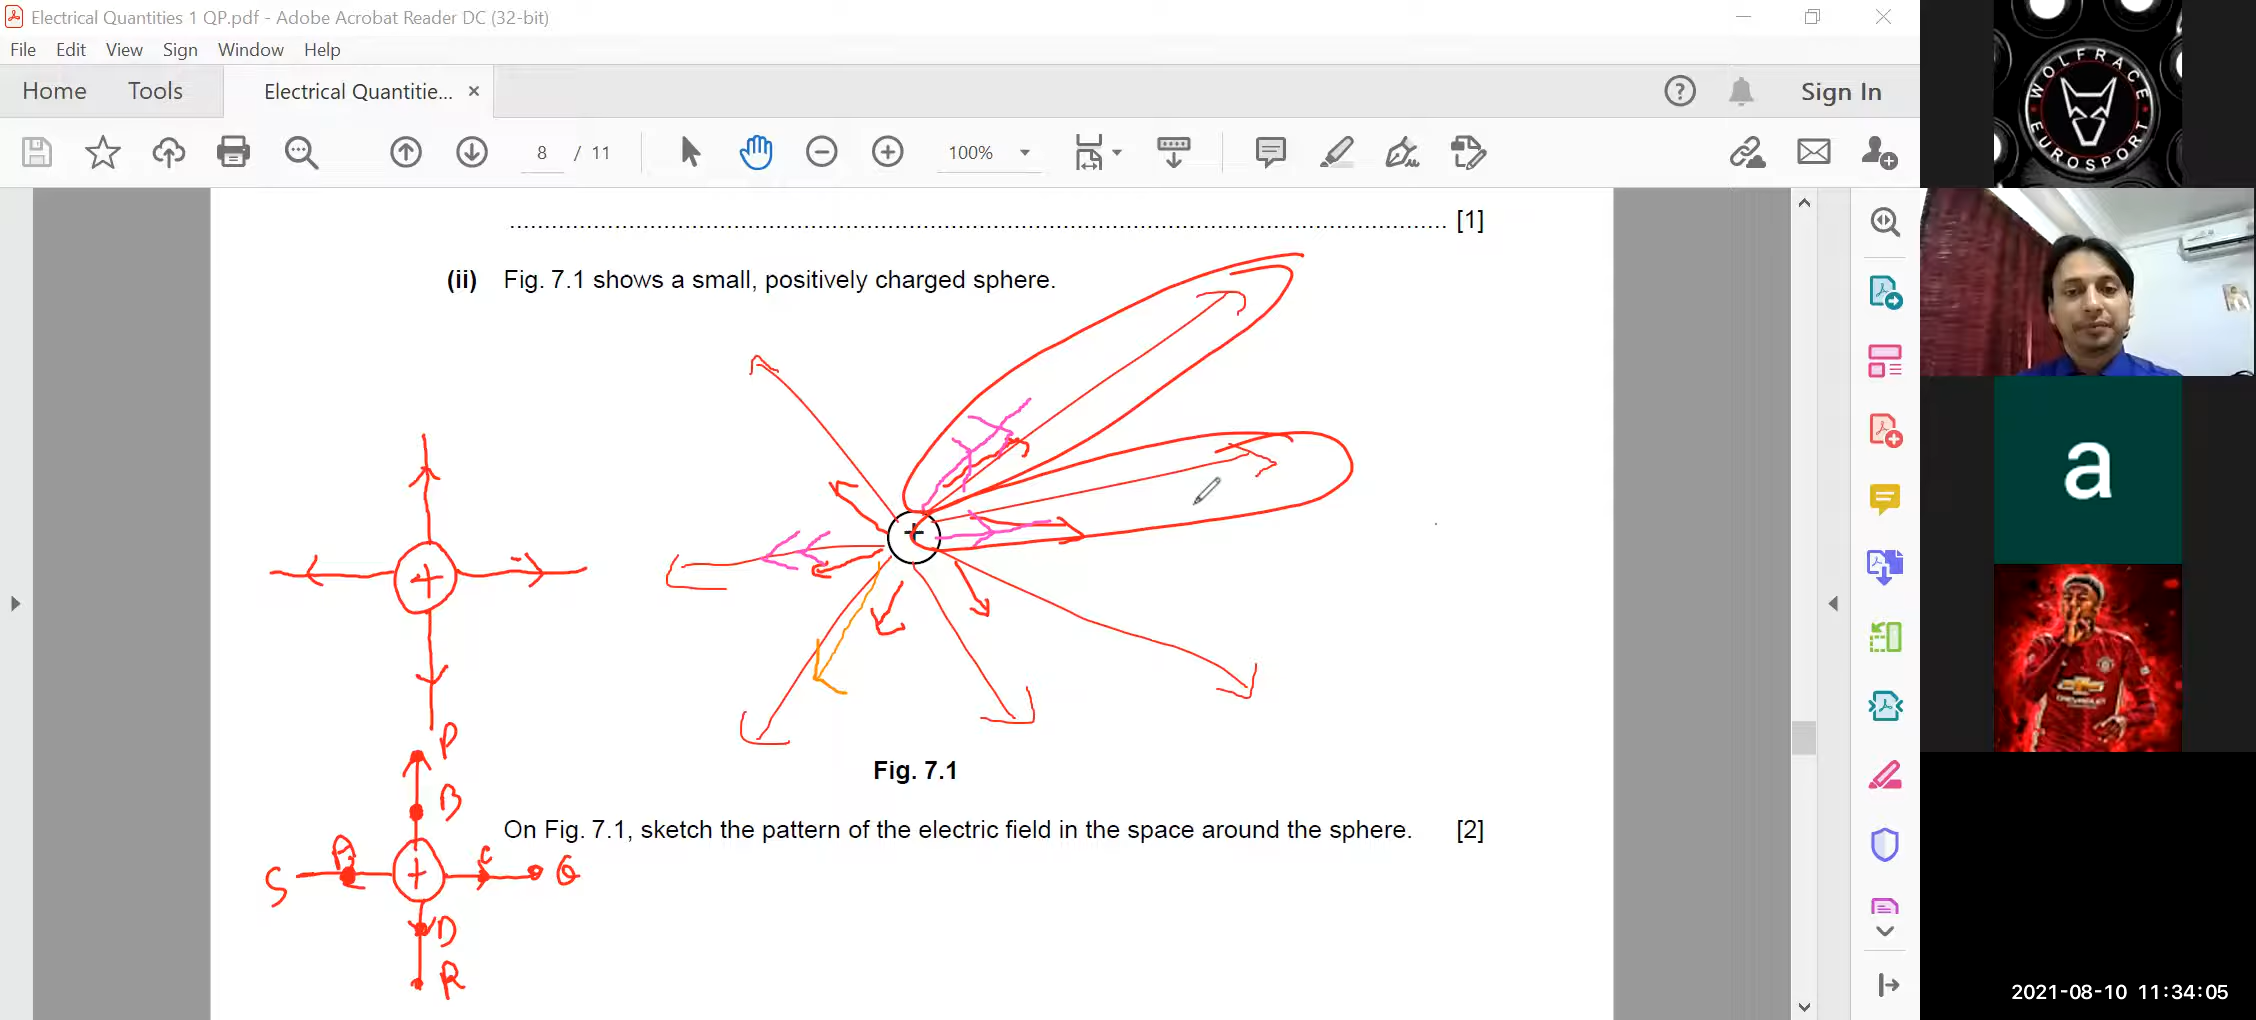 Electrical Quantities 1 QP.pdf - Adobe Acrobat Reader DC (32-bit)
File Edit View Sign Window Help
Home Tools Electrical Quantitie... × Sign In
8 / 11 100%
[1]
(ii) Fig. 7.1 shows a small, positively charged sphere.
+
+
Fig. 7.1
On Fig. 7.1, sketch the pattern of the electric field in the space around the sphere. [2]
P
B
S A + C Q
D
R
WOLFRACE
EUROSPORT
a
CHEVROLET
2021-08-10 11:34:05